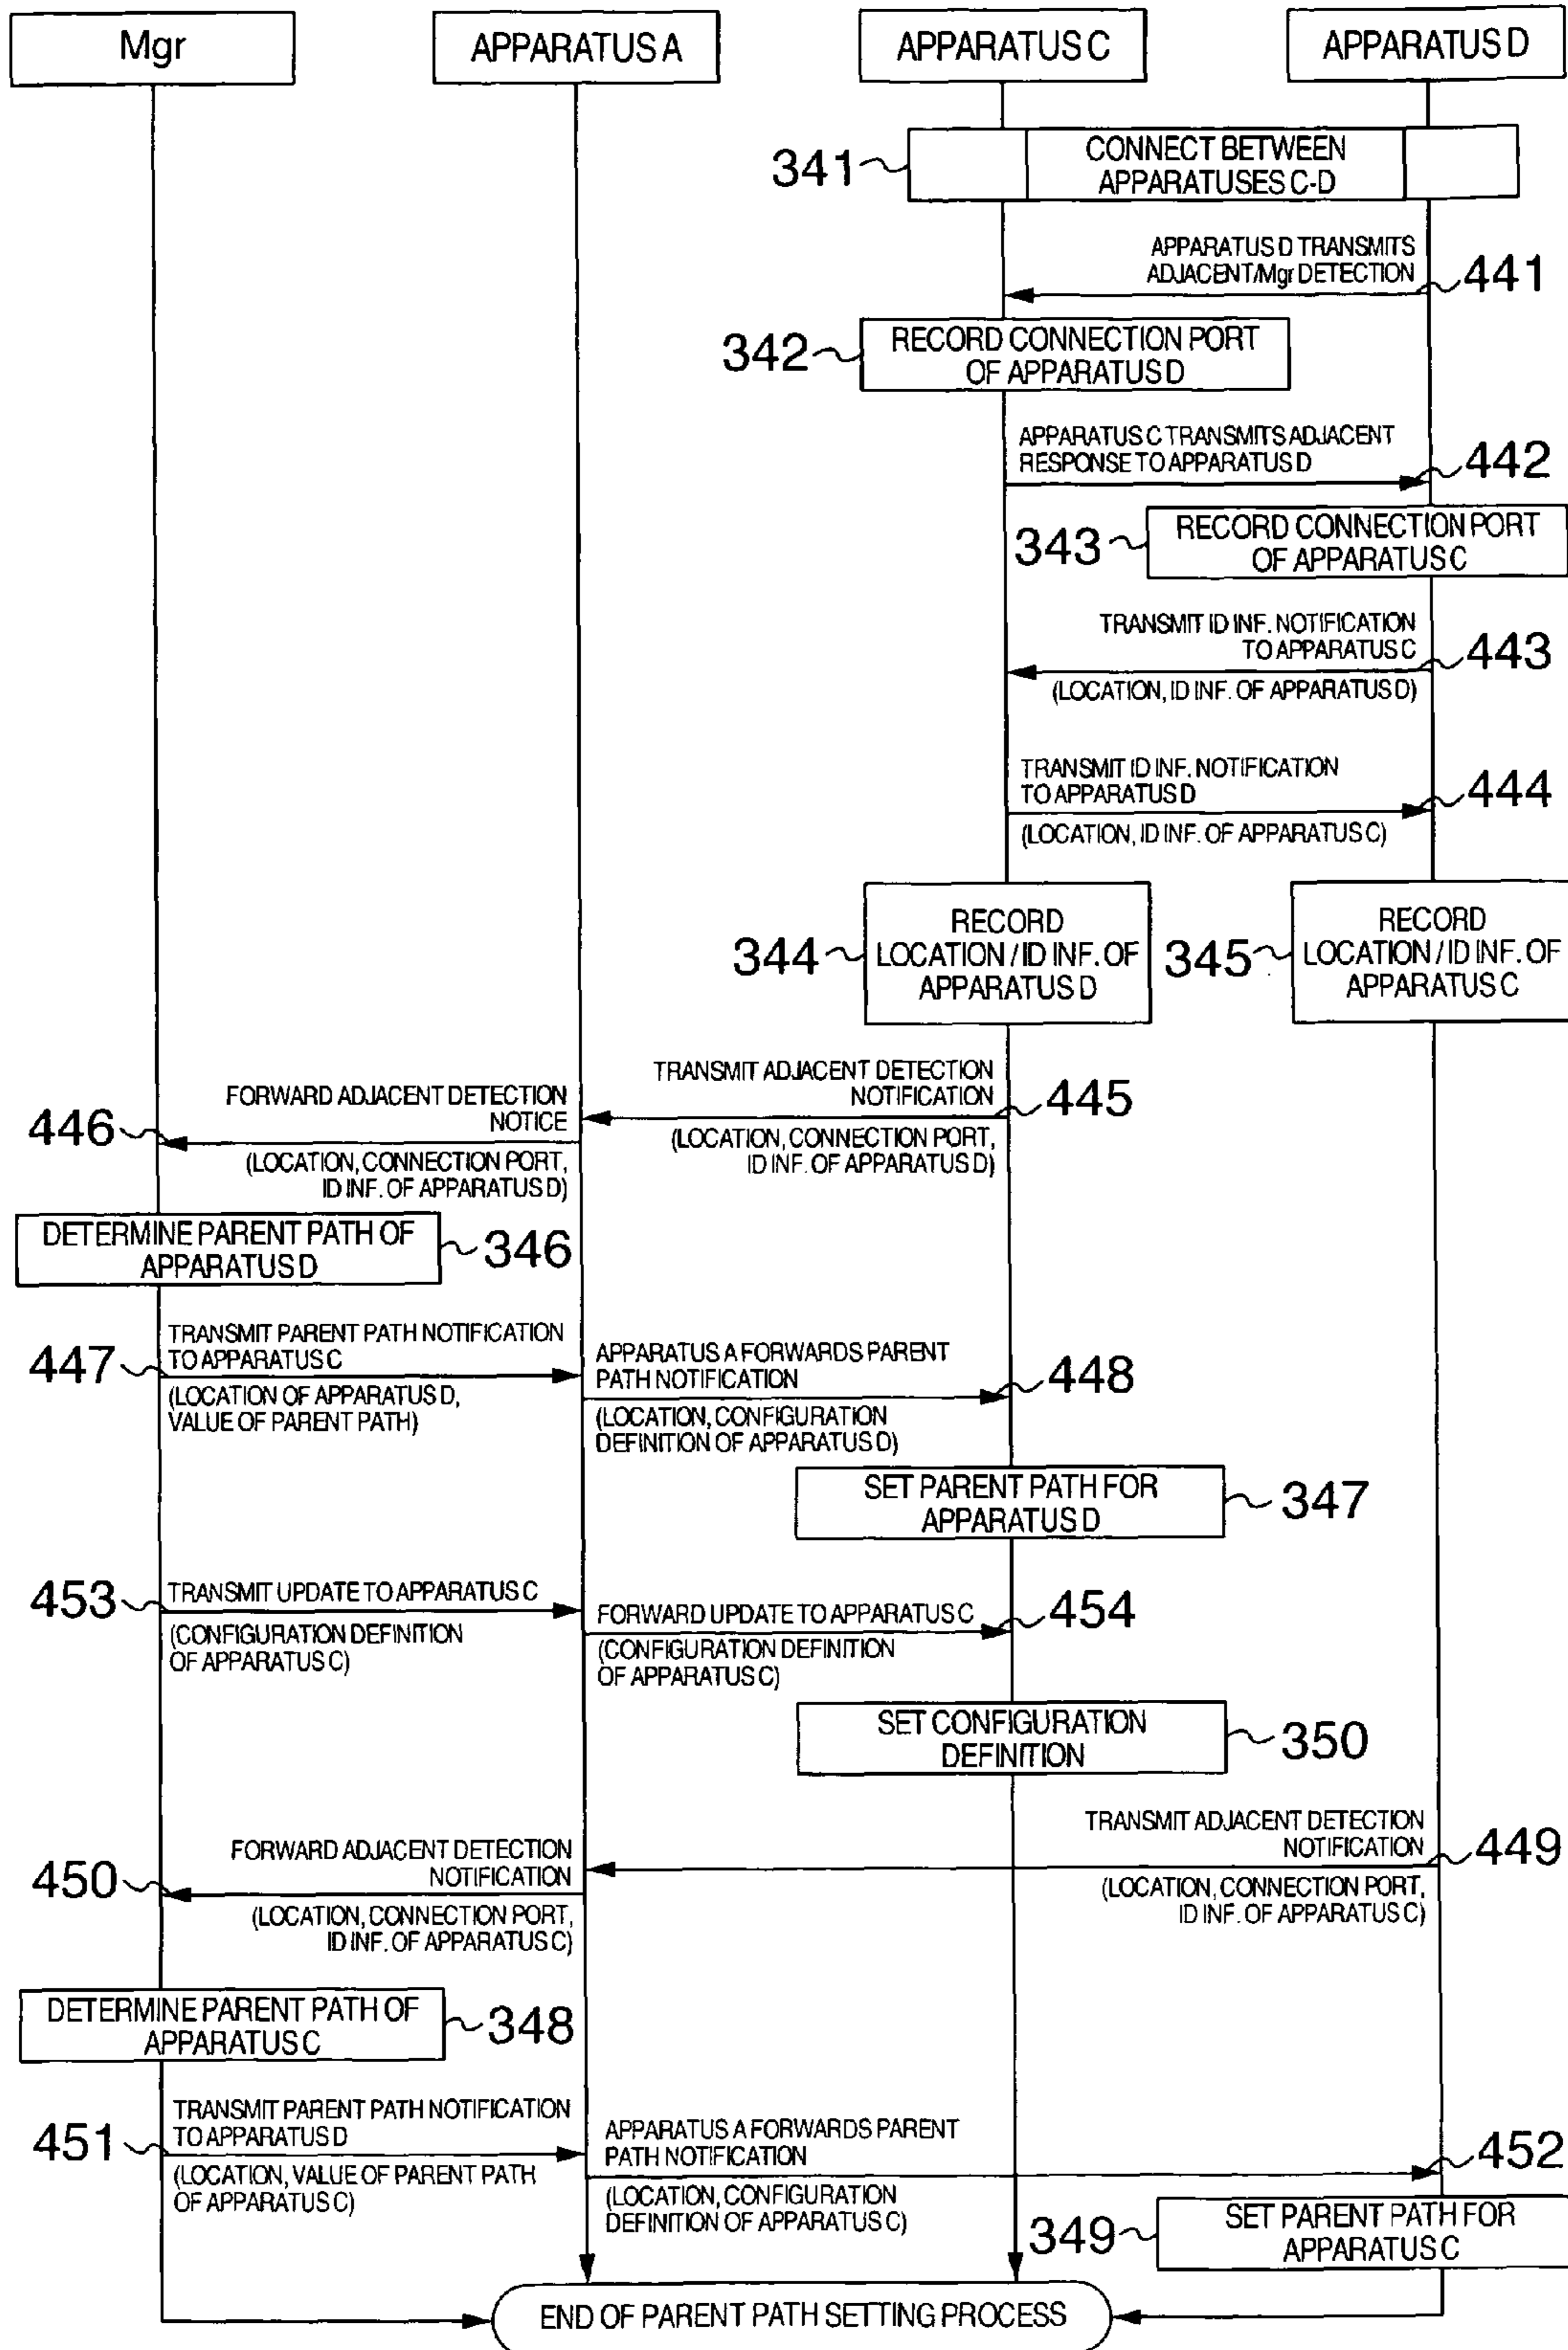 Mgr
APPARATUS A
APPARATUS C
APPARATUS D
341
CONNECT BETWEEN
APPARATUSES C-D
APPARATUS D TRANSMITS
ADJACENT/Mgr DETECTION
441
342
RECORD CONNECTION PORT
OF APPARATUS D
APPARATUS C TRANSMITS ADJACENT
RESPONSE TO APPARATUS D
442
343
RECORD CONNECTION PORT
OF APPARATUS C
TRANSMIT ID INF. NOTIFICATION
TO APPARATUS C
443
(LOCATION, ID INF. OF APPARATUS D)
TRANSMIT ID INF. NOTIFICATION
TO APPARATUS D
444
(LOCATION, ID INF. OF APPARATUS C)
344
RECORD
LOCATION / ID INF. OF
APPARATUS D
345
RECORD
LOCATION / ID INF. OF
APPARATUS C
TRANSMIT ADJACENT DETECTION
NOTIFICATION
445
(LOCATION, CONNECTION PORT,
ID INF. OF APPARATUS D)
FORWARD ADJACENT DETECTION
NOTICE
446
(LOCATION, CONNECTION PORT,
ID INF. OF APPARATUS D)
DETERMINE PARENT PATH OF
APPARATUS D
346
TRANSMIT PARENT PATH NOTIFICATION
TO APPARATUS C
447
(LOCATION OF APPARATUS D,
VALUE OF PARENT PATH)
APPARATUS A FORWARDS PARENT
PATH NOTIFICATION
448
(LOCATION, CONFIGURATION
DEFINITION OF APPARATUS D)
SET PARENT PATH FOR
APPARATUS D
347
453
TRANSMIT UPDATE TO APPARATUS C
(CONFIGURATION DEFINITION
OF APPARATUS C)
FORWARD UPDATE TO APPARATUS C
454
(CONFIGURATION DEFINITION
OF APPARATUS C)
SET CONFIGURATION
DEFINITION
350
TRANSMIT ADJACENT DETECTION
NOTIFICATION
449
(LOCATION, CONNECTION PORT,
ID INF. OF APPARATUS C)
FORWARD ADJACENT DETECTION
NOTIFICATION
450
(LOCATION, CONNECTION PORT,
ID INF. OF APPARATUS C)
DETERMINE PARENT PATH OF
APPARATUS C
348
TRANSMIT PARENT PATH NOTIFICATION
TO APPARATUS D
451
(LOCATION, VALUE OF PARENT PATH
OF APPARATUS C)
APPARATUS A FORWARDS PARENT
PATH NOTIFICATION
452
(LOCATION, CONFIGURATION
DEFINITION OF APPARATUS C)
349
SET PARENT PATH FOR
APPARATUS C
END OF PARENT PATH SETTING PROCESS